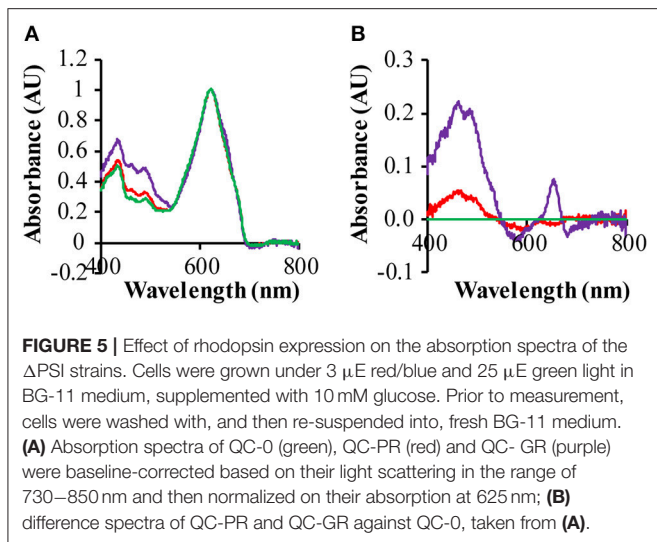 A
B
Absorbance (AU)
1.2
1
0.8
0.6
0.4
0.2
0
-0.2
400
600
800
Wavelength (nm)
Absorbance (AU)
0.3
0.2
0.1
0.0
-0.1
400
600
800
Wavelength (nm)
FIGURE 5 | Effect of rhodopsin expression on the absorption spectra of the
ΔPSI strains. Cells were grown under 3 μE red/blue and 25 μE green light in
BG-11 medium, supplemented with 10 mM glucose. Prior to measurement,
cells were washed with, and then re-suspended into, fresh BG-11 medium.
(A) Absorption spectra of QC-0 (green), QC-PR (red) and QC- GR (purple)
were baseline-corrected based on their light scattering in the range of
730–850 nm and then normalized on their absorption at 625 nm; (B)
difference spectra of QC-PR and QC-GR against QC-0, taken from (A).